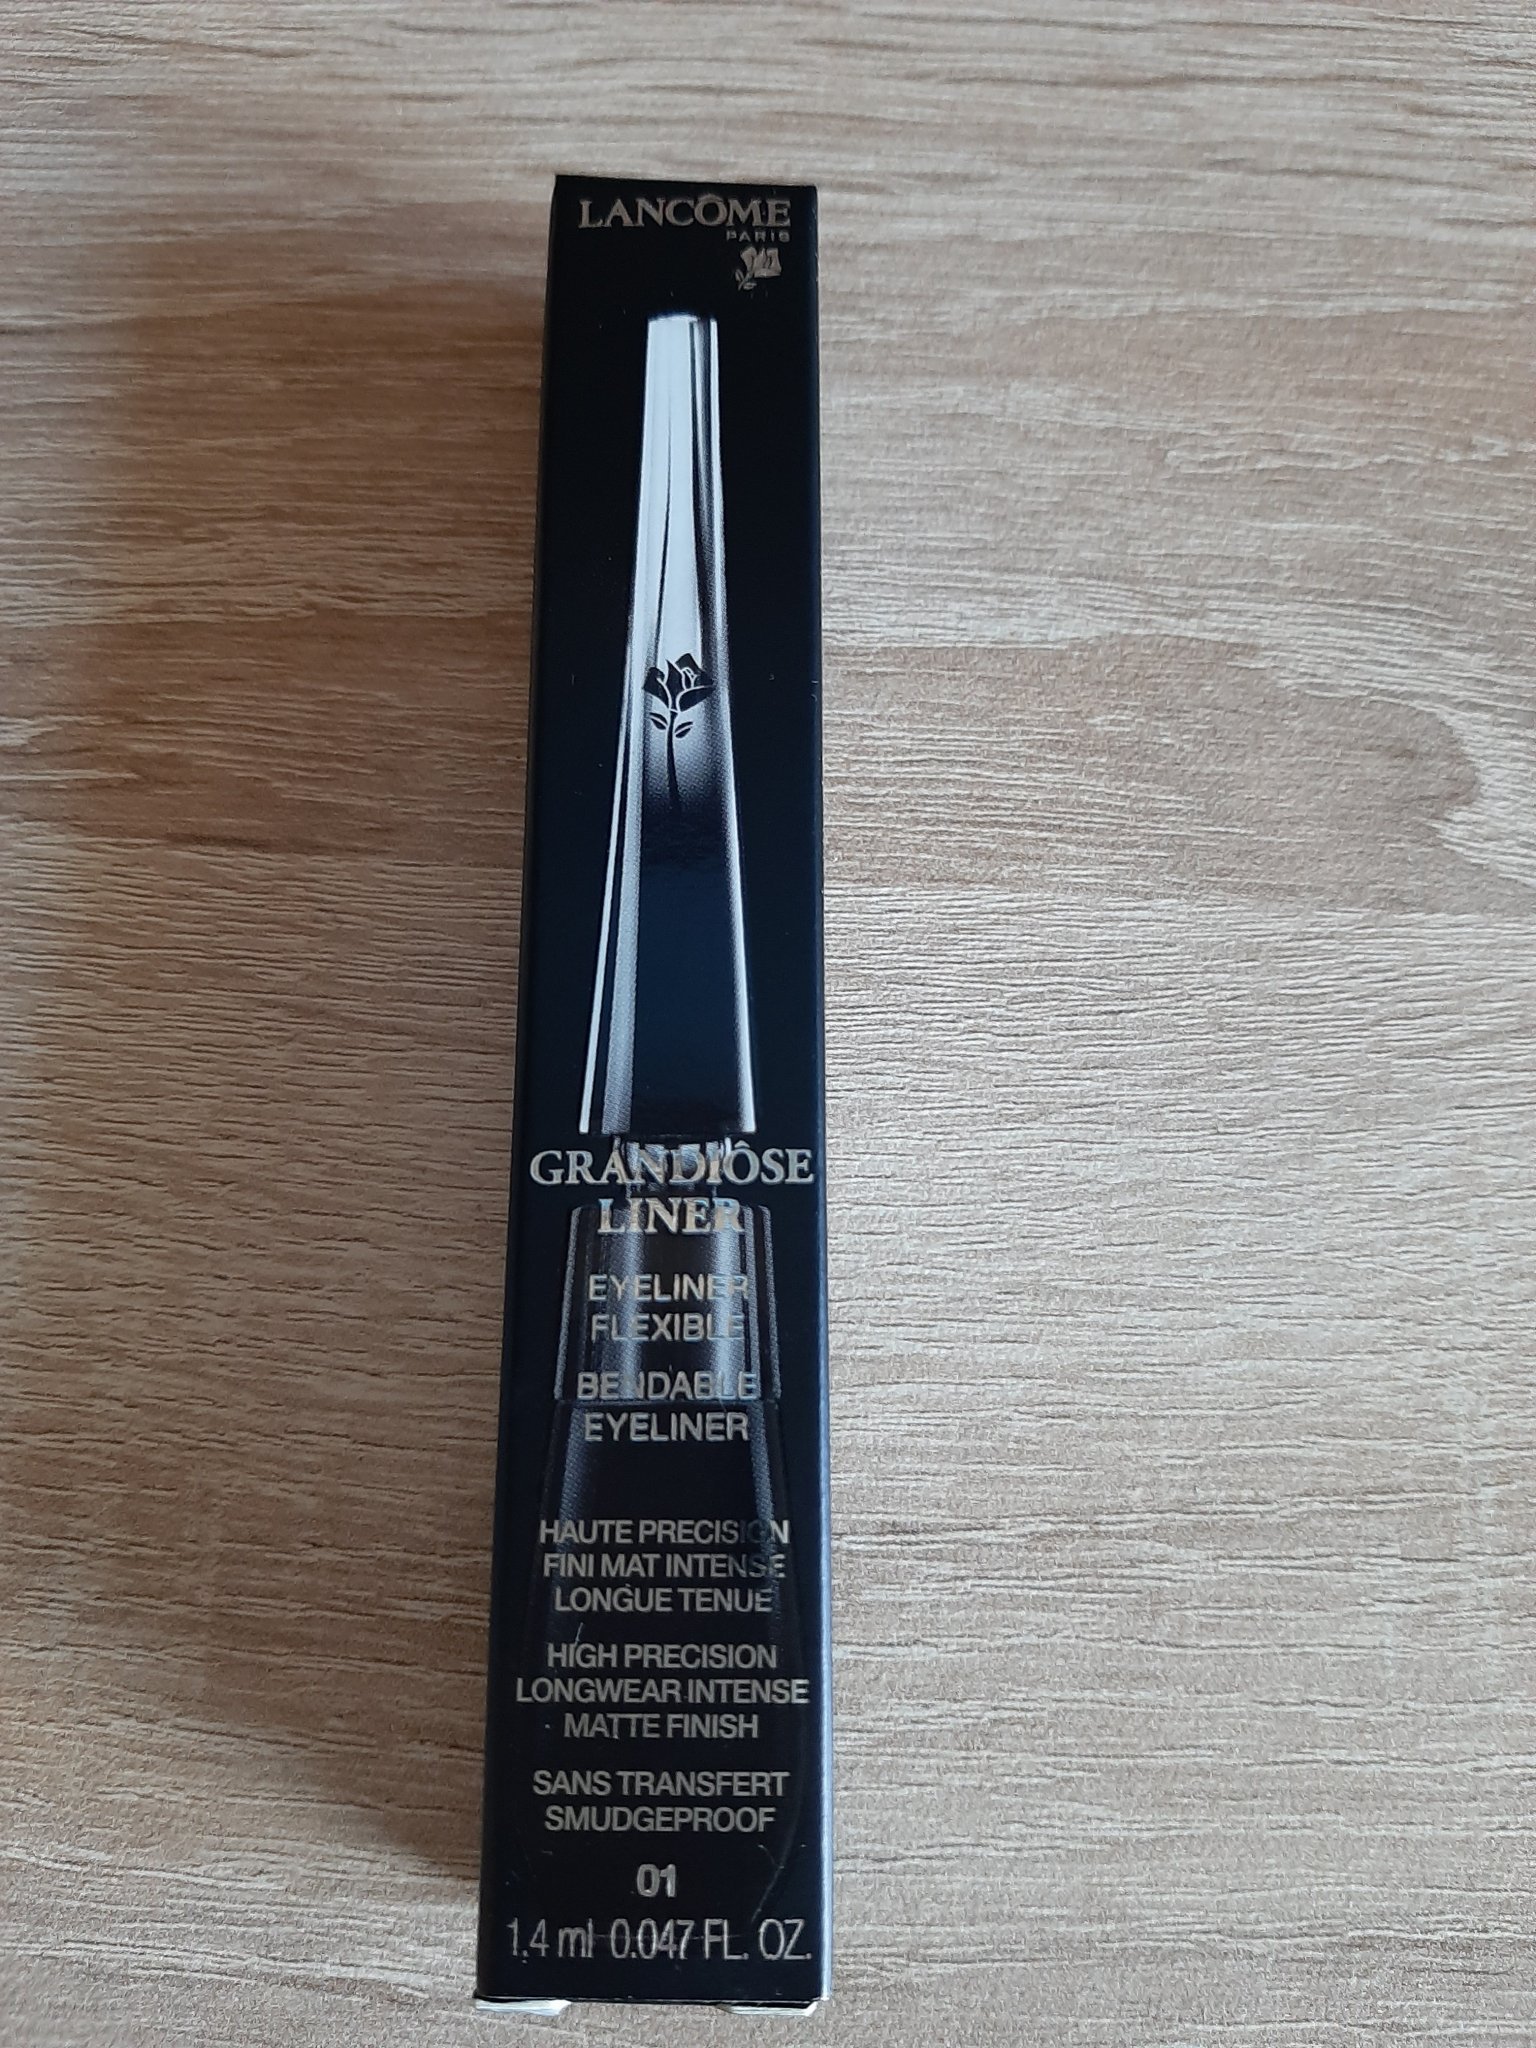 LANCÔME
PARIS
GRANDIÔSE
LINER
EYELINER
FLEXIBLE
BENDABLE
EYELINER
HAUTE PRECISION
FINI MAT INTENSE
LONGUE TENUE
HIGH PRECISION
LONGWEAR INTENSE
MATTE FINISH
SANS TRANSFERT
SMUDGEPROOF
01
1.4 ml 0.047 FL. OZ.